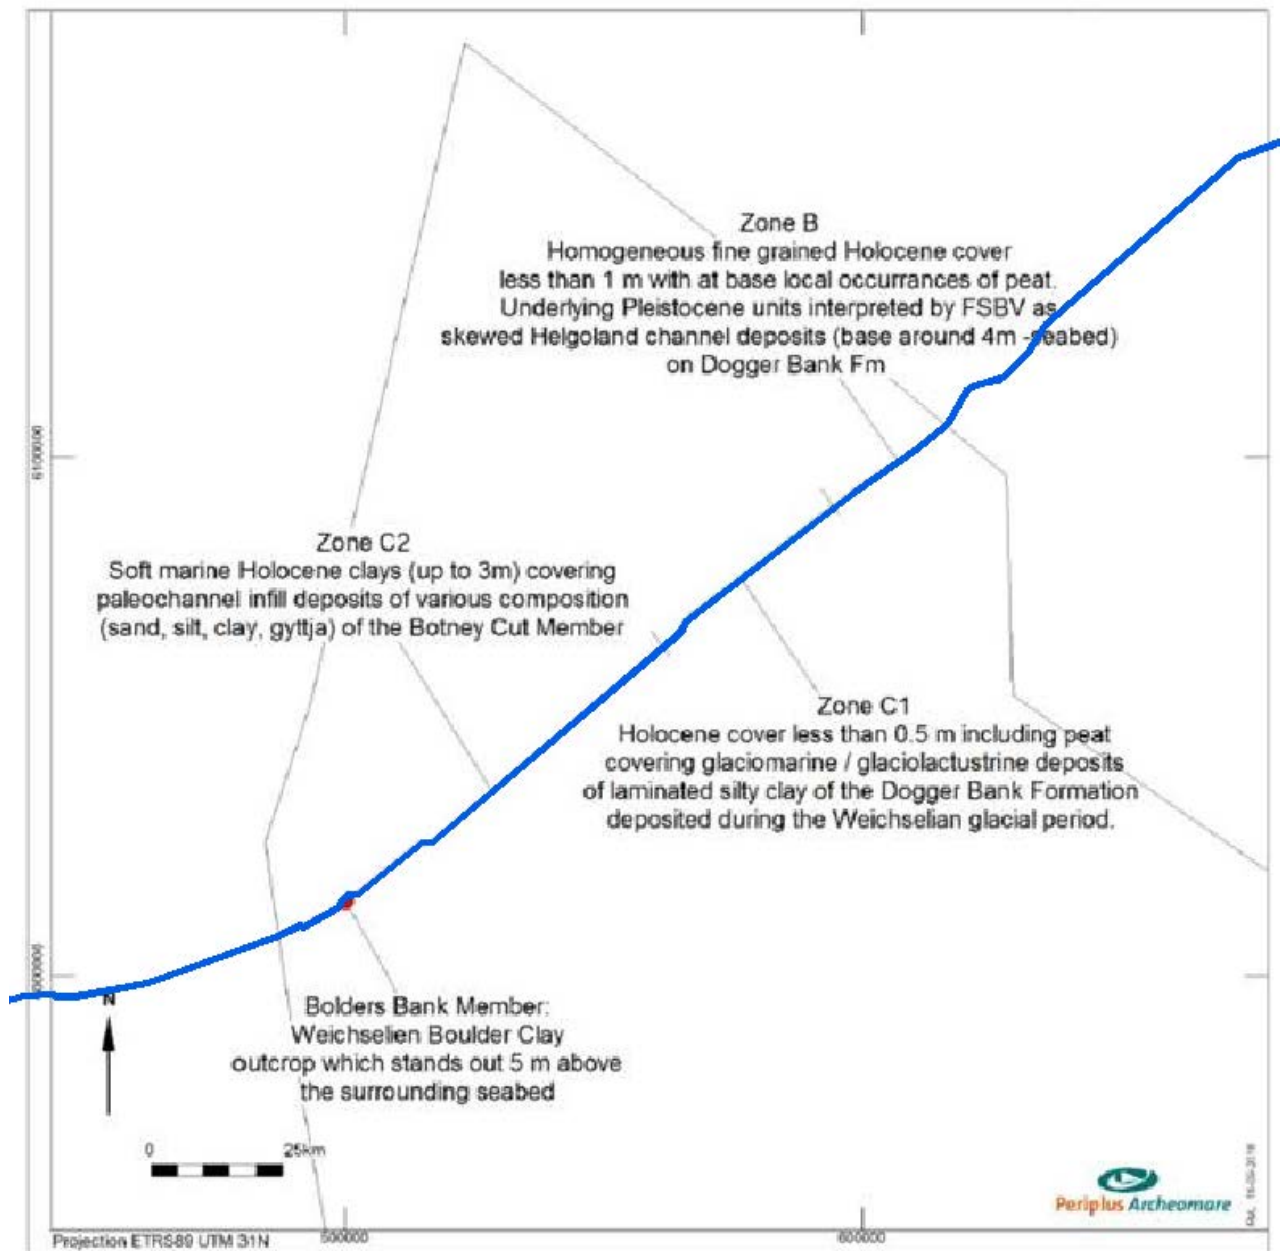 Zone B
Homogeneous fine grained Holocene cover
less than 1 m with at base local occurrances of peat.
Underlying Pleistocene units interpreted by FSBV as
skewed Helgoland channel deposits (base around 4m -seabed)
on Dogger Bank Fm
6100000
Zone C2
Soft marine Holocene clays (up to 3m) covering
paleochannel infill deposits of various composition
(sand, silt, clay, gyttja) of the Botney Cut Member
Zone C1
Holocene cover less than 0.5 m including peat
covering glaciomarine / glaciolactustrine deposits
of laminated silty clay of the Dogger Bank Formation
deposited during the Weichselian glacial period.
N
Bolders Bank Member:
Weichselien Boulder Clay
outcrop which stands out 5 m above
the surrounding seabed
0 25km
Periplus Archeomare
Projection ETRS89 UTM 31N
500000
600000